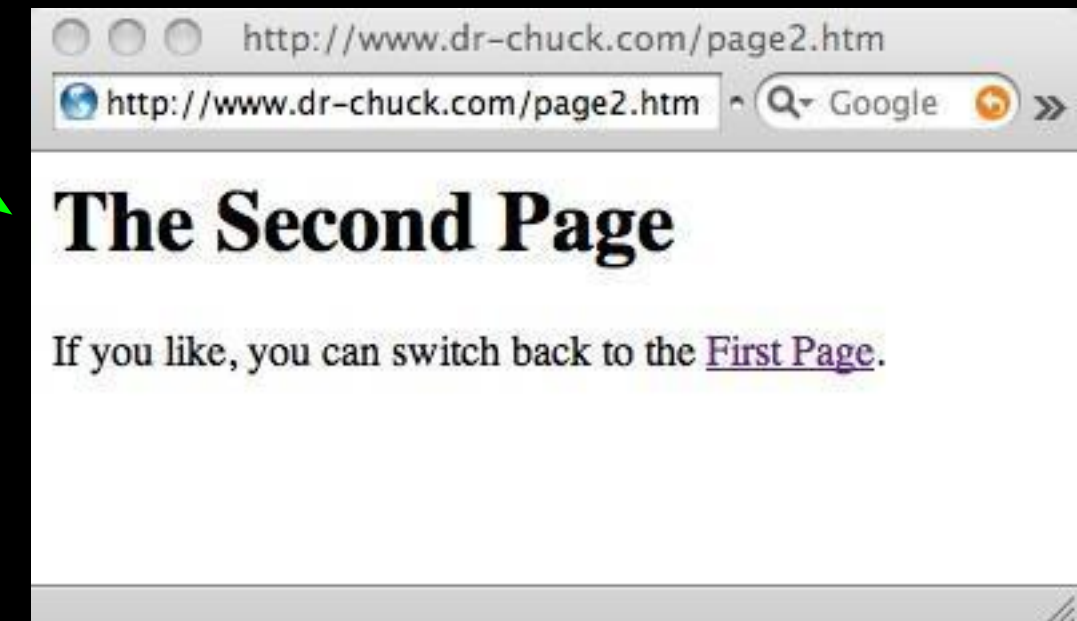 http://www.dr-chuck.com/page2.htm
http://www.dr-chuck.com/page2.htm Google
The Second Page
If you like, you can switch back to the First Page.